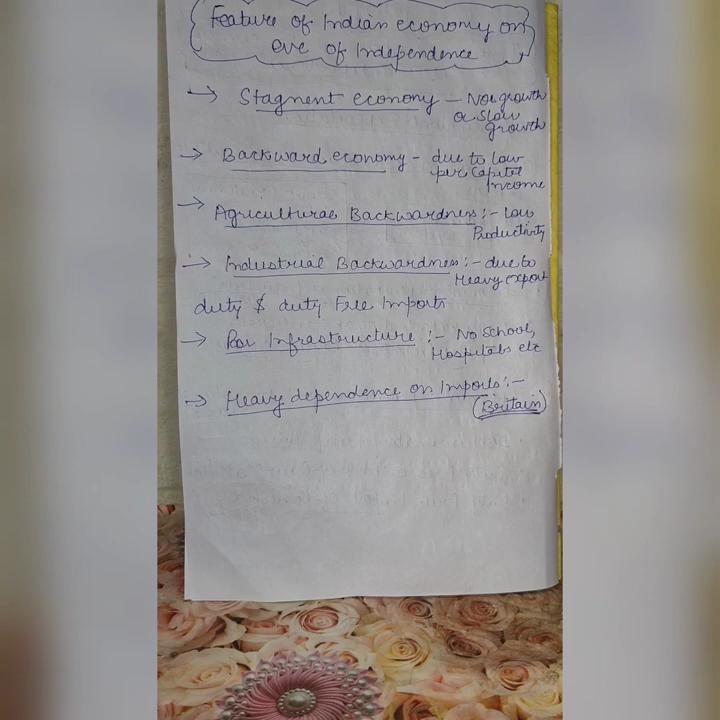 Feature of Indian economy on
eve of Independence
→ Stagnent economy — No growth
or Slow
growth
→ Backward economy - due to low
per Capital
Income
→ Agricultural Backwardness :- Low
Productivity
→ Industrial Backwardness :- due to
Heavy export
duty & duty Free Imports
→ Poor Infrastructure :- No School,
Hospitals etc
→ Heavy dependence on Imports :-
(Britain)